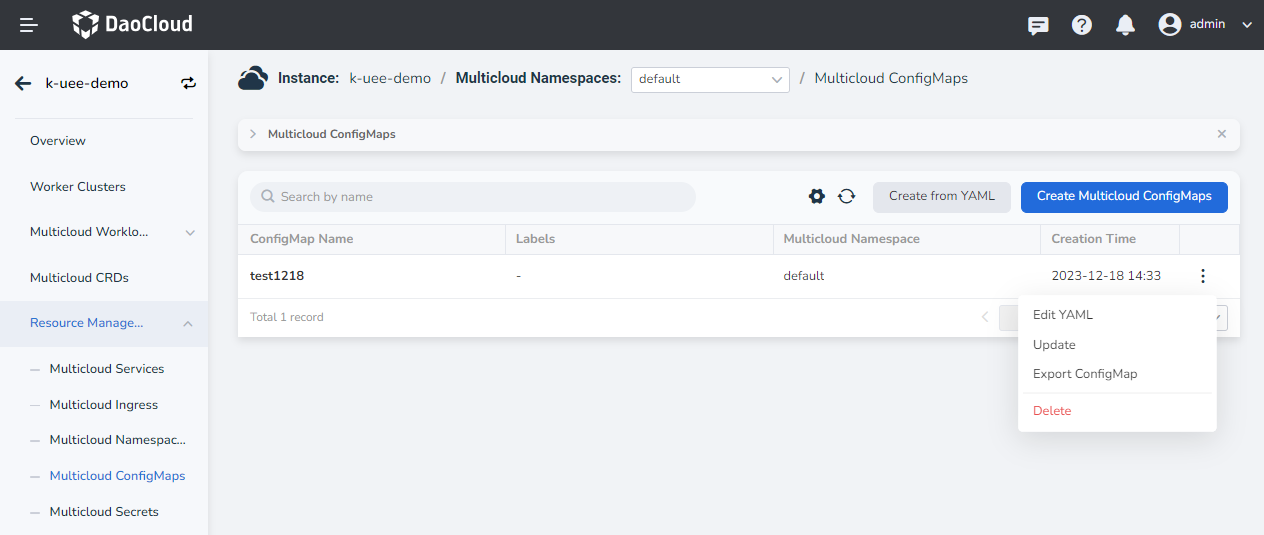 DaoCloud
admin
k-uee-demo
Overview
Worker Clusters
Multicloud Worklo...
Multicloud CRDs
Resource Manage...
Multicloud Services
Multicloud Ingress
Multicloud Namespac...
Multicloud ConfigMaps
Multicloud Secrets
Instance: k-uee-demo / Multicloud Namespaces: default / Multicloud ConfigMaps
Multicloud ConfigMaps
Search by name
Create from YAML
Create Multicloud ConfigMaps
ConfigMap Name Labels Multicloud Namespace Creation Time
test1218 - default 2023-12-18 14:33
Total 1 record
Edit YAML
Update
Export ConfigMap
Delete